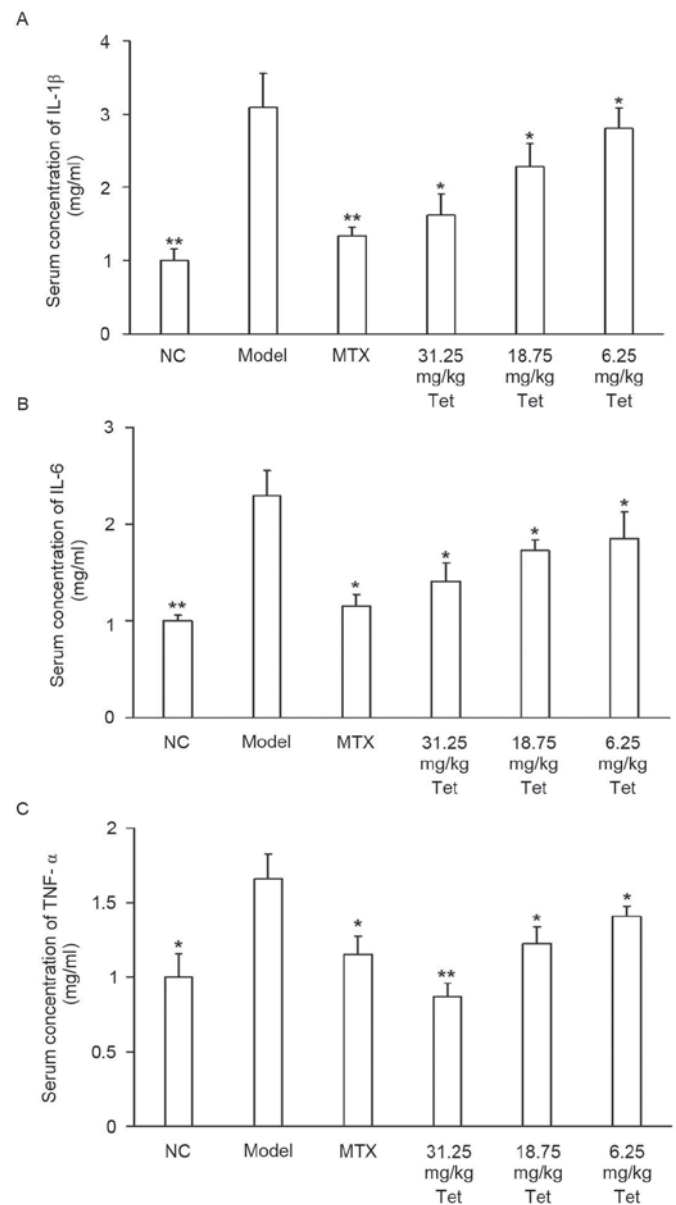 A
Serum concentration of IL-1β
(mg/ml)
4
3
2
1
0
**
**
*
*
*
NC Model MTX 31.25 18.75 6.25
mg/kg mg/kg mg/kg
Tet Tet Tet
B
Serum concentration of IL-6
(mg/ml)
3
2
1
0
**
*
*
*
*
NC Model MTX 31.25 18.75 6.25
mg/kg mg/kg mg/kg
Tet Tet Tet
C
Serum concentration of TNF- α
(mg/ml)
2
1.5
1
0.5
0
*
*
**
*
*
NC Model MTX 31.25 18.75 6.25
mg/kg mg/kg mg/kg
Tet Tet Tet